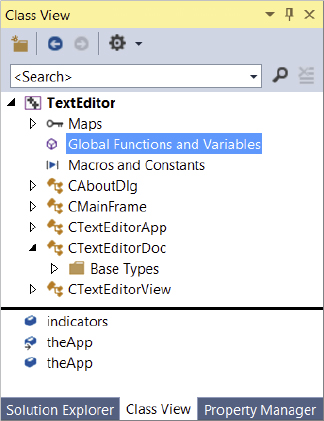 Class View
<Search>
TextEditor
Maps
Global Functions and Variables
Macros and Constants
CAboutDlg
CMainFrame
CTextEditorApp
CTextEditorDoc
Base Types
CTextEditorView
indicators
theApp
theApp
Solution Explorer Class View Property Manager